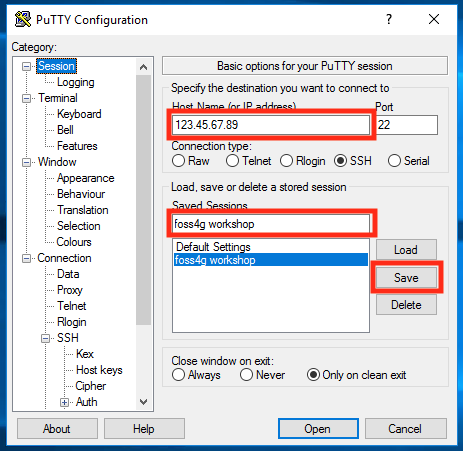 PuTTY Configuration
Category:
Session
Logging
Terminal
Keyboard
Bell
Features
Window
Appearance
Behaviour
Translation
Selection
Colours
Connection
Data
Proxy
Telnet
Rlogin
SSH
Kex
Host keys
Cipher
Auth
Basic options for your PuTTY session
Specify the destination you want to connect to
Host Name (or IP address) Port
123.45.67.89 22
Connection type:
Raw Telnet Rlogin SSH Serial
Load, save or delete a stored session
Saved Sessions
foss4g workshop
Default Settings
foss4g workshop
Load
Save
Delete
Close window on exit:
Always Never Only on clean exit
About Help Open Cancel